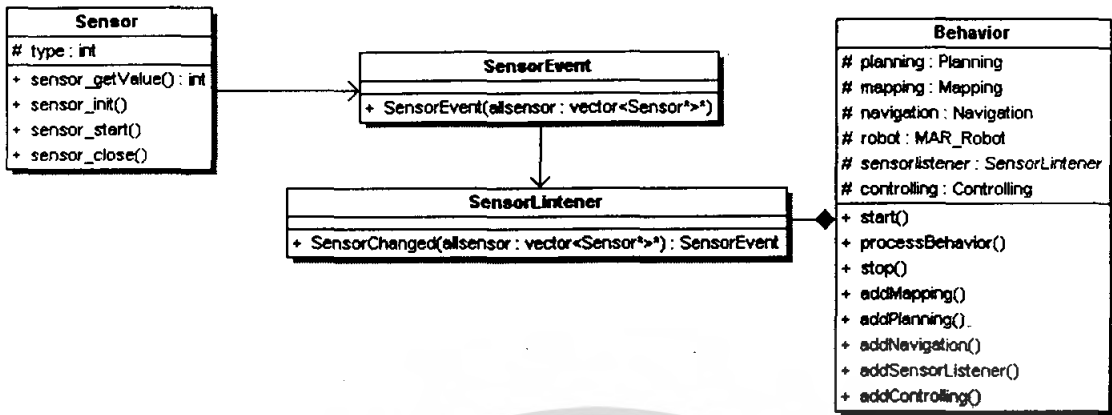 Sensor
# type : int
+ sensor_getValue() : int
+ sensor_init()
+ sensor_start()
+ sensor_close()
SensorEvent
+ SensorEvent(allsensor : vector<Sensor*>*)
SensorLintener
+ SensorChanged(allsensor : vector<Sensor*>*) : SensorEvent
Behavior
# planning : Planning
# mapping : Mapping
# navigation : Navigation
# robot : MAR_Robot
# sensorlistener : SensorLintener
# controlling : Controlling
+ start()
+ processBehavior()
+ stop()
+ addMapping()
+ addPlanning()
+ addNavigation()
+ addSensorListener()
+ addControlling()